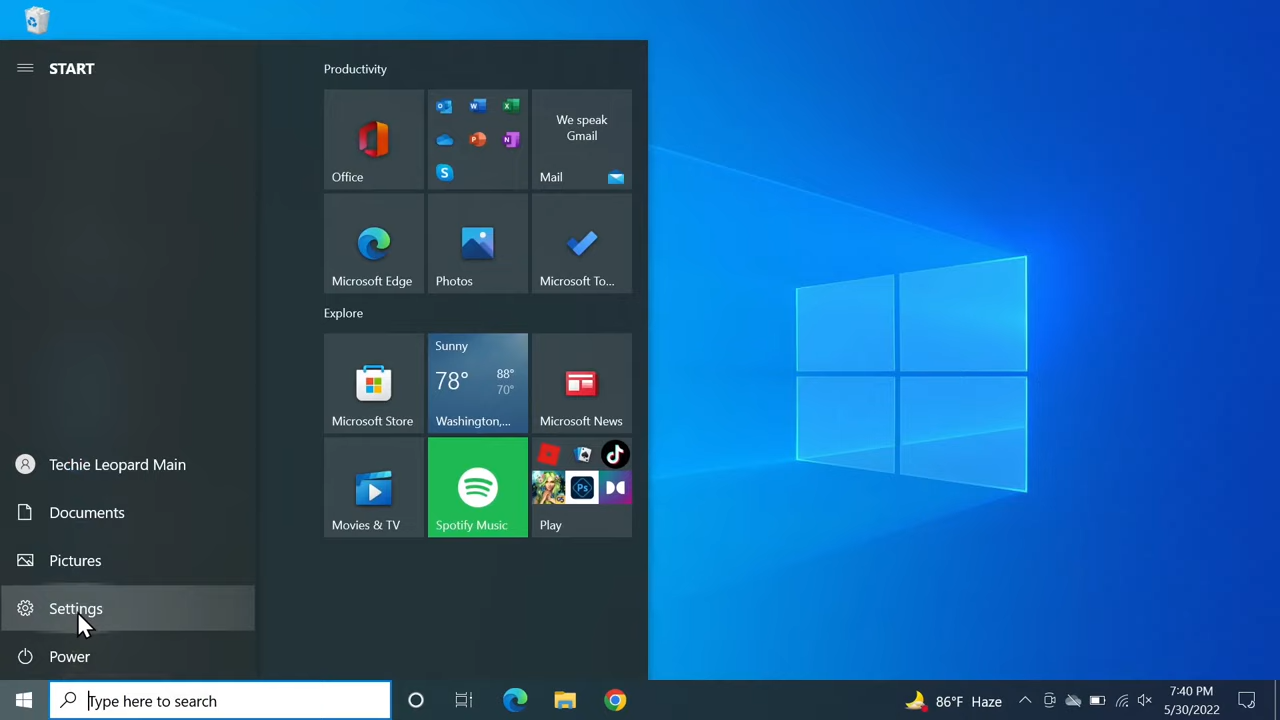 START
Techie Leopard Main
Documents
Pictures
Settings
Power
Productivity
Office
We speak
Gmail
Mail
Microsoft Edge
Photos
Microsoft To...
Explore
Microsoft Store
Sunny
78°
88°
70°
Washington,...
Microsoft News
Movies & TV
Spotify Music
Play
Type here to search
86°F Haze
7:40 PM
5/30/2022